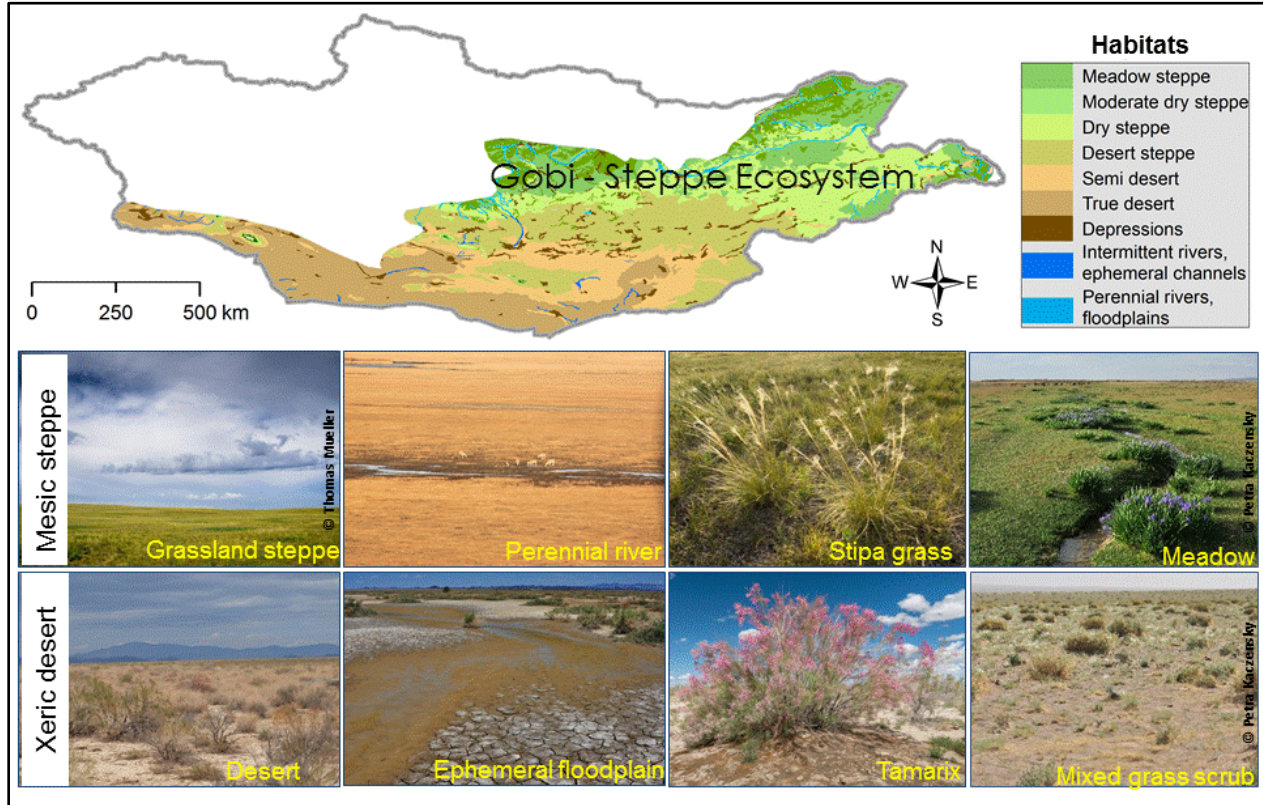 Habitats
Meadow steppe
Moderate dry steppe
Dry steppe
Desert steppe
Semi desert
True desert
Depressions
Intermittent rivers,
ephemeral channels
Perennial rivers,
floodplains
Gobi - Steppe Ecosystem
N
W
E
S
0 250 500 km
Mesic steppe
Grassland steppe
© Thomas Mueller
Perennial river
Stipa grass
Meadow
© Petra Kaczensky
Xeric desert
Desert
Ephemeral floodplain
Tamarix
Mixed grass scrub
© Petra Kaczensky